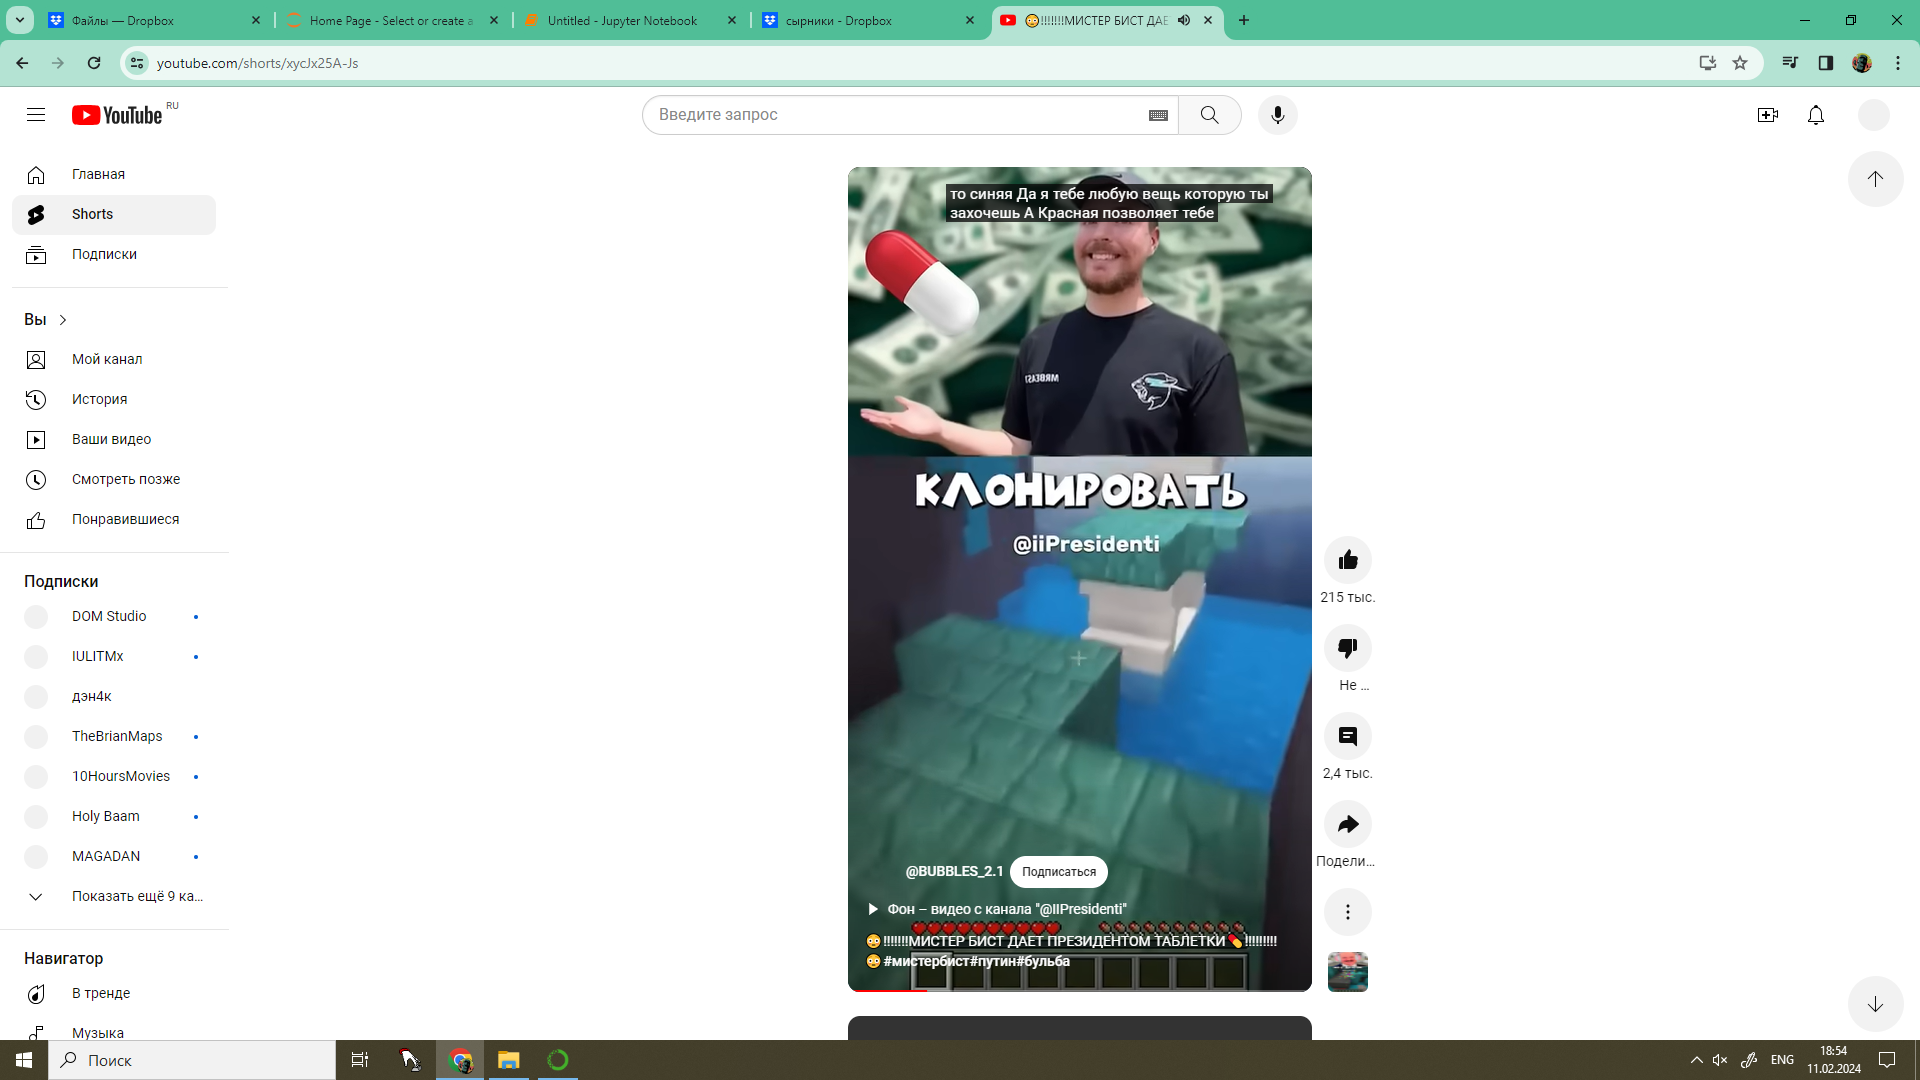 Файлы — Dropbox
Home Page - Select or create a
Untitled - Jupyter Notebook
сырники - Dropbox
😳!!!!!!!МИСТЕР БИСТ ДАЕ
youtube.com/shorts/xycJx25A-Js
YouTube RU
Введите запрос
Главная
Shorts
Подписки
Вы
Мой канал
История
Ваши видео
Смотреть позже
Понравившиеся
Подписки
DOM Studio
IULITMx
дэн4к
TheBrianMaps
10HoursMovies
Holy Baam
MAGADAN
Показать ещё 9 ка...
Навигатор
В тренде
Музыка
то синяя Да я тебе любую вещь которую ты
захочешь А Красная позволяет тебе
MRBEAST
КЛОНИРОВАТЬ
@iiPresidenti
@BUBBLES_2.1 Подписаться
Фон – видео с канала "@IIPresidenti"
😳!!!!!!!МИСТЕР БИСТ ДАЕТ ПРЕЗИДЕНТОМ ТАБЛЕТКИ💊!!!!!!!!!
😳#мистербист#путин#бульба
215 тыс.
Не ...
2,4 тыс.
Подели...
Поиск
ENG
18:54
11.02.2024